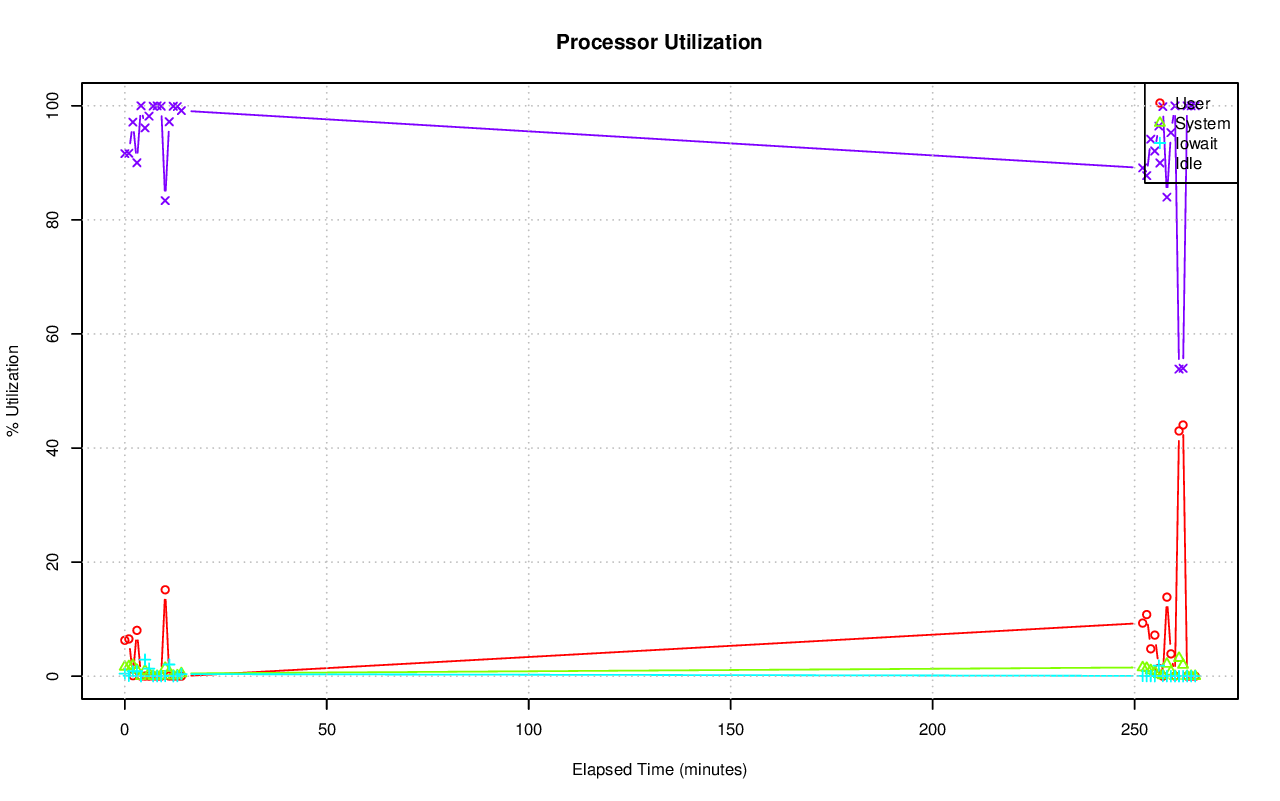 Processor Utilization
User
System
Iowait
Idle
% Utilization
0
20
40
60
80
100
0
50
100
150
200
250
Elapsed Time (minutes)